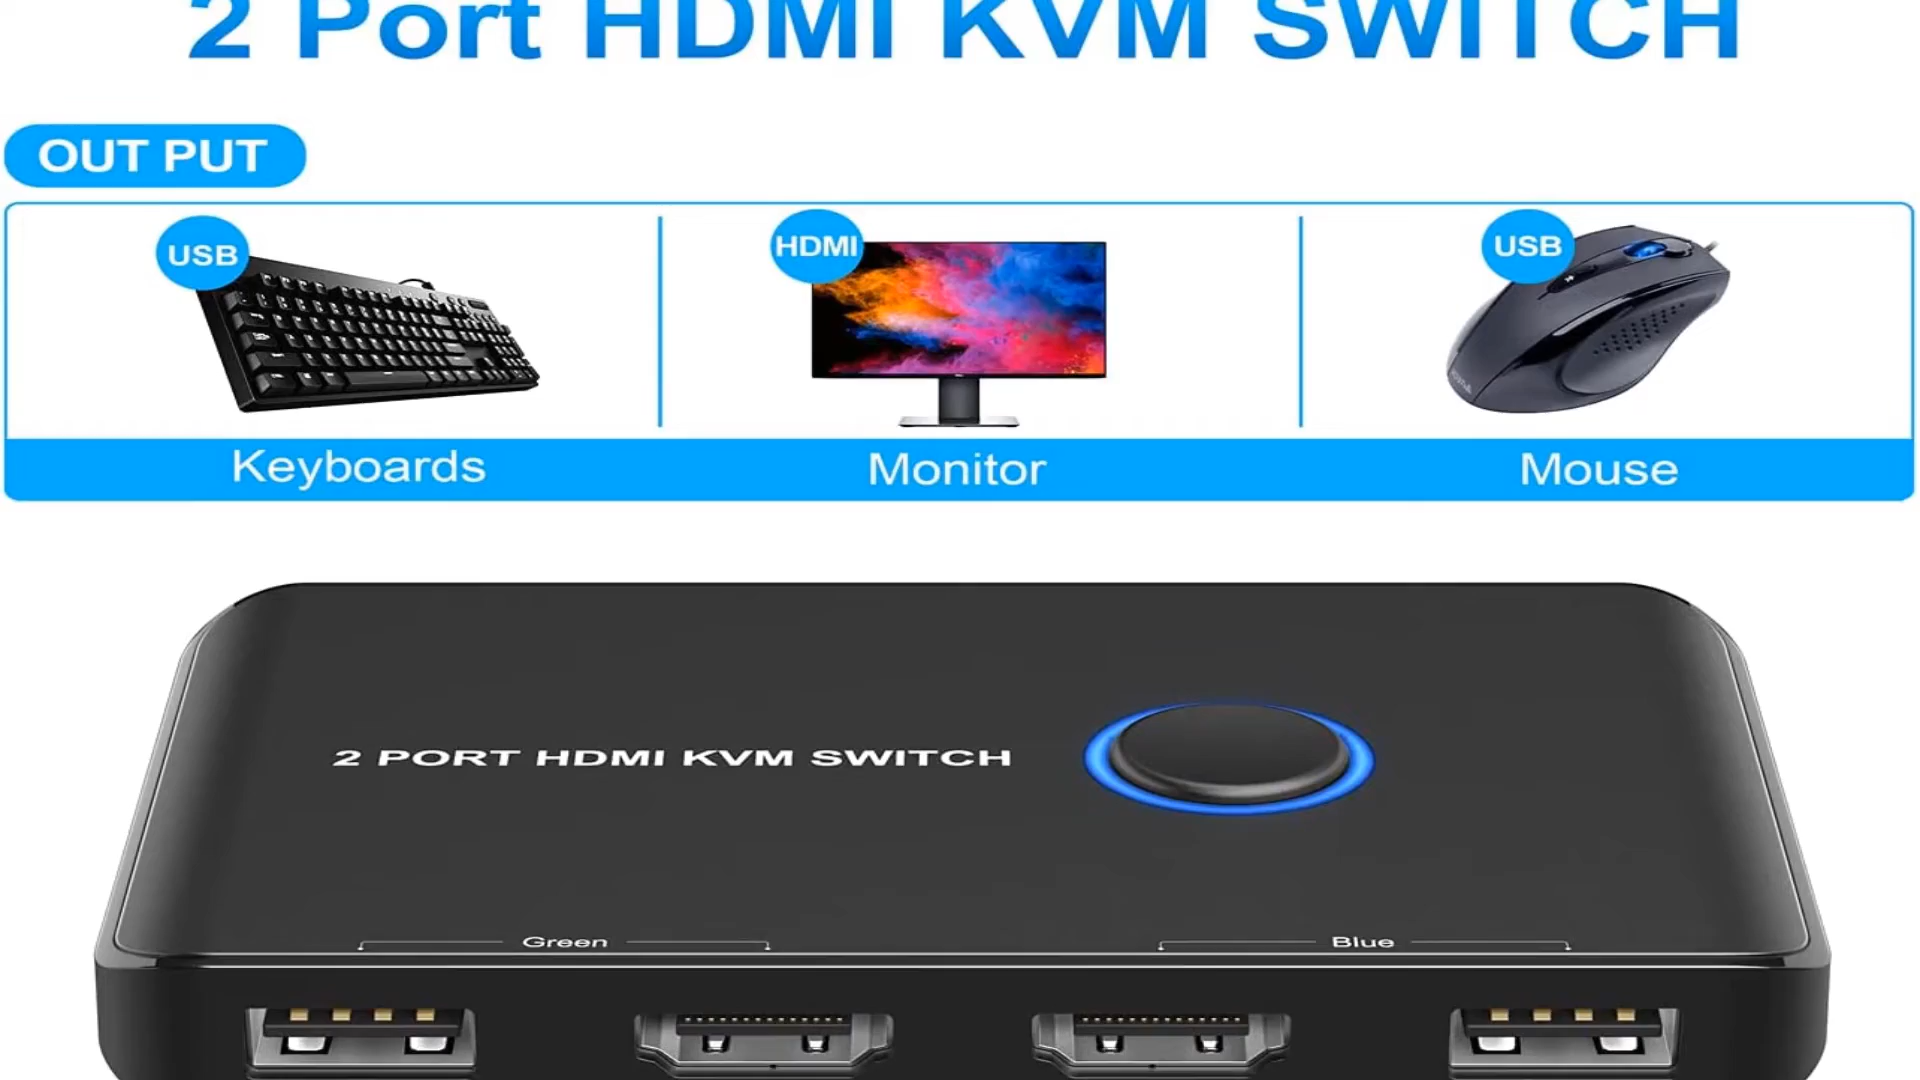 2 Port HDMI KVM SWITCH
OUT PUT
USB
HDMI
USB
Keyboards
Monitor
Mouse
2 PORT HDMI KVM SWITCH
Green
Blue